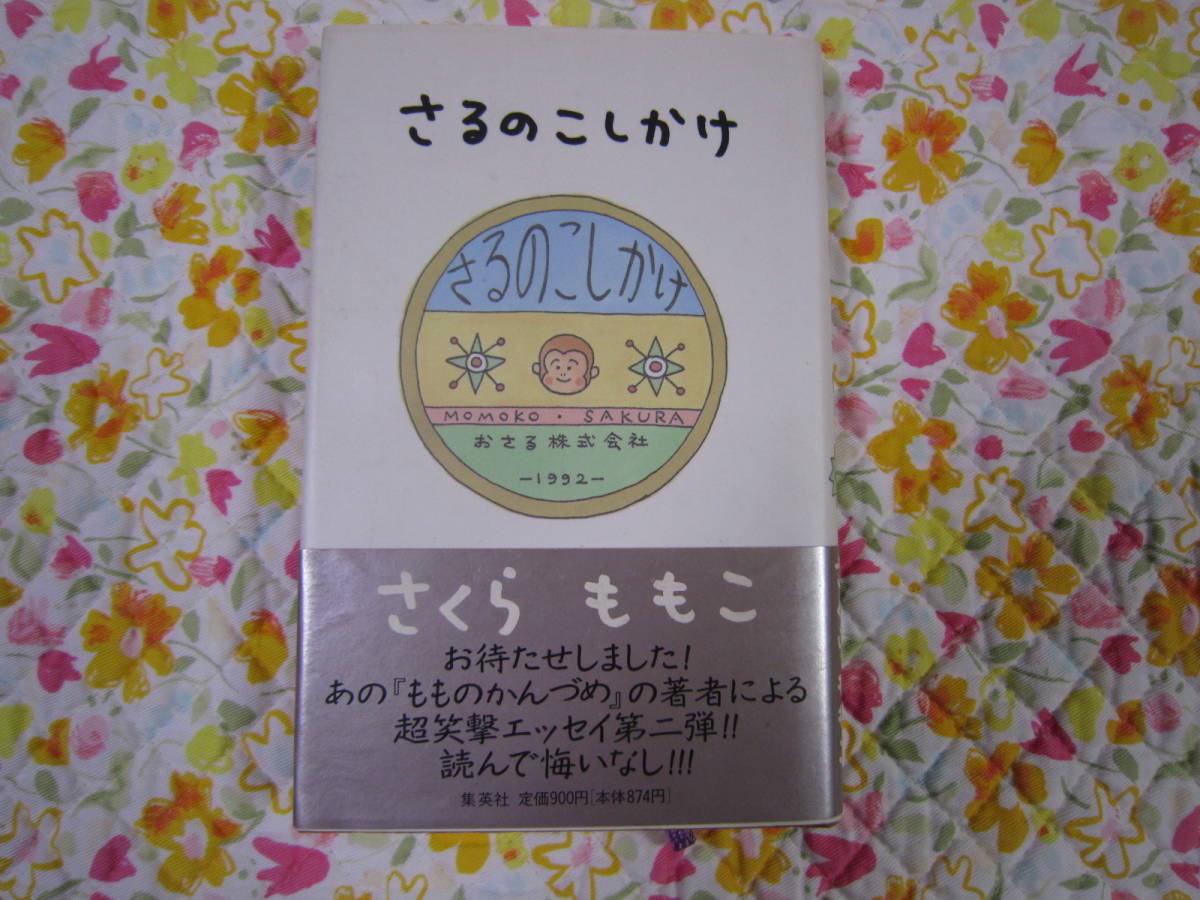 さるのこしかけ
さるのこしかけ
MOMOKO・SAKURA
おさる株式会社
-1992-
さくら ももこ
お待たせしました!
あの『もものかんづめ』の著者による
超笑撃エッセイ第二弾!!
読んで悔いなし!!!
集英社 定価900円[本体874円]